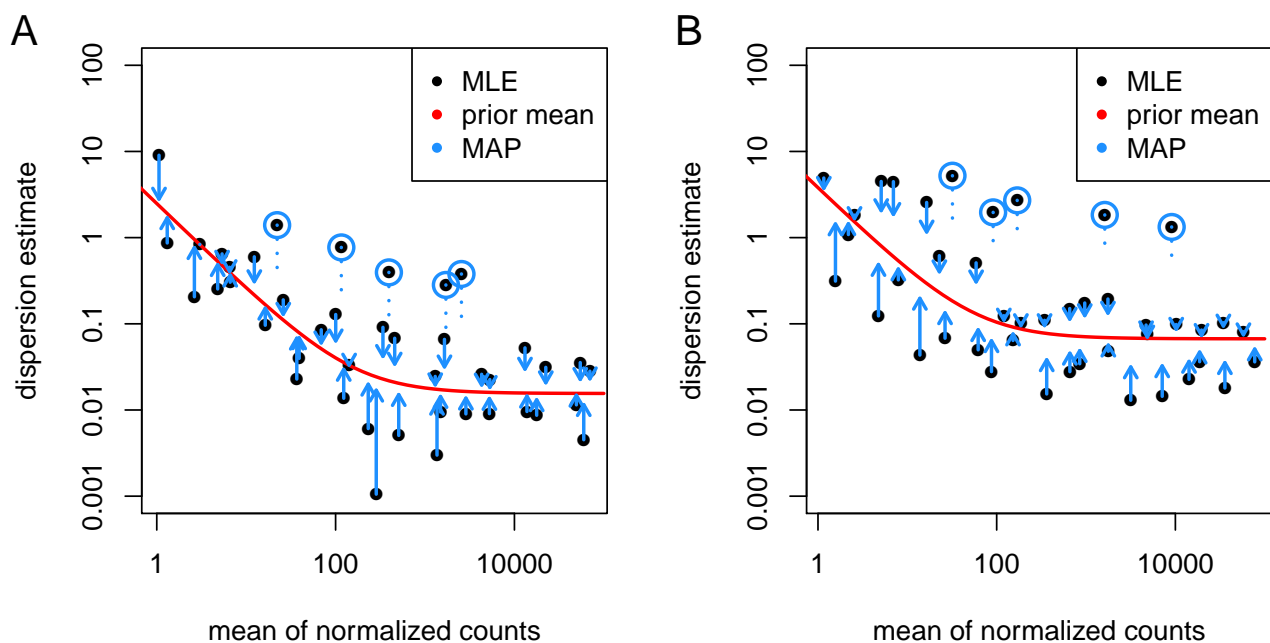 A
100
10
1
0.1
0.01
0.001
dispersion estimate
MLE
prior mean
MAP
1
100
10000
mean of normalized counts
B
100
10
1
0.1
0.01
0.001
dispersion estimate
MLE
prior mean
MAP
1
100
10000
mean of normalized counts